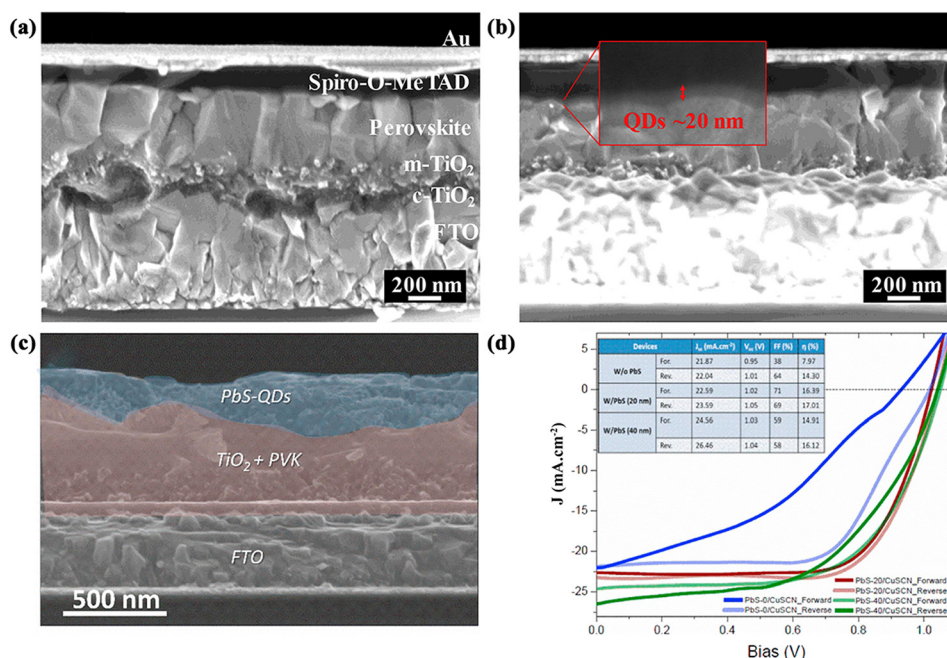 (a)
Au
Spiro-O-MeTAD
Perovskite
m-TiO2
c-TiO2
FTO
200 nm
(b)
QDs ~20 nm
200 nm
(c)
PbS-QDs
TiO2 + PVK
FTO
500 nm
(d)
Devices Jsc (mA.cm-2) Voc (V) FF (%) η (%)
W/o PbS For. 21.87 0.95 38 7.97
Rev. 22.04 1.01 64 14.30
W/PbS (20 nm) For. 22.59 1.02 71 16.39
Rev. 23.59 1.05 69 17.01
W/PbS (40 nm) For. 24.56 1.03 59 14.91
Rev. 26.46 1.04 58 16.12
J (mA.cm-2)
5
0
-5
-10
-15
-20
-25
PbS-0/CuSCN_Forward
PbS-0/CuSCN_Reverse
PbS-20/CuSCN_Forward
PbS-20/CuSCN_Reverse
PbS-40/CuSCN_Forward
PbS-40/CuSCN_Reverse
0.0 0.2 0.4 0.6 0.8 1.0
Bias (V)